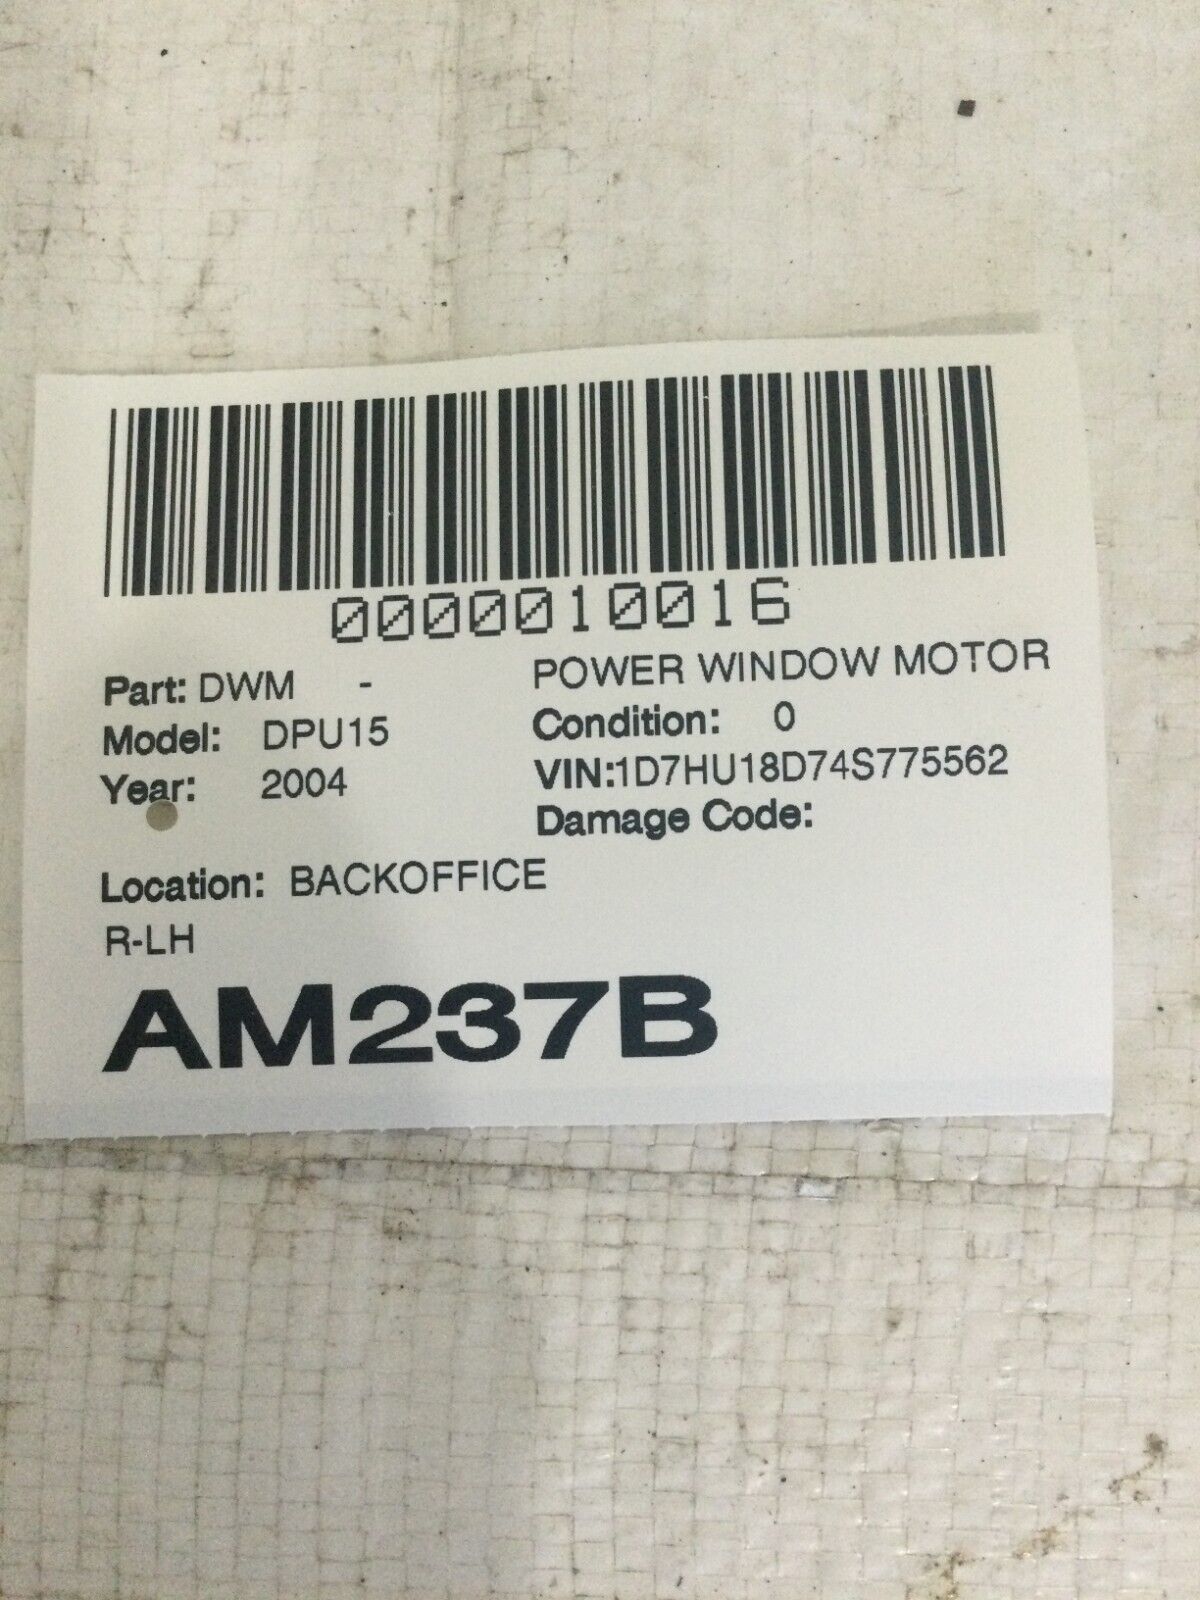 0000010016
Part: DWM - POWER WINDOW MOTOR
Model: DPU15 Condition: 0
Year: 2004 VIN:1D7HU18D74S775562
Damage Code:
Location: BACKOFFICE
R-LH
AM237B